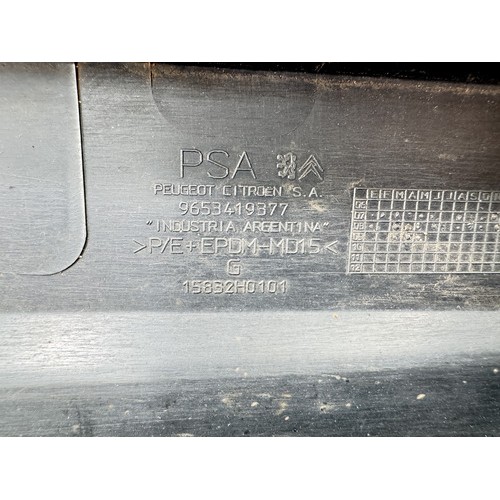 PSA
PEUGEOT CITROEN S.A.
9653419377
"INDUSTRIA ARGENTINA"
>P/E+EPDM-MD15<
G
15832H0101
E F M A M J J A S O N